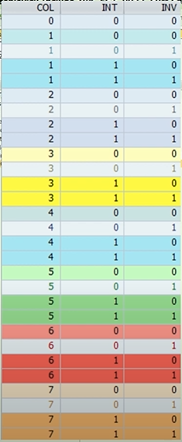 COL INT INV
0 0 0
1 0 0
1 0 1
1 1 0
1 1 1
2 0 0
2 0 1
2 1 0
2 1 1
3 0 0
3 0 1
3 1 0
3 1 1
4 0 0
4 0 1
4 1 0
4 1 1
5 0 0
5 0 1
5 1 0
5 1 1
6 0 0
6 0 1
6 1 0
6 1 1
7 0 0
7 0 1
7 1 0
7 1 1